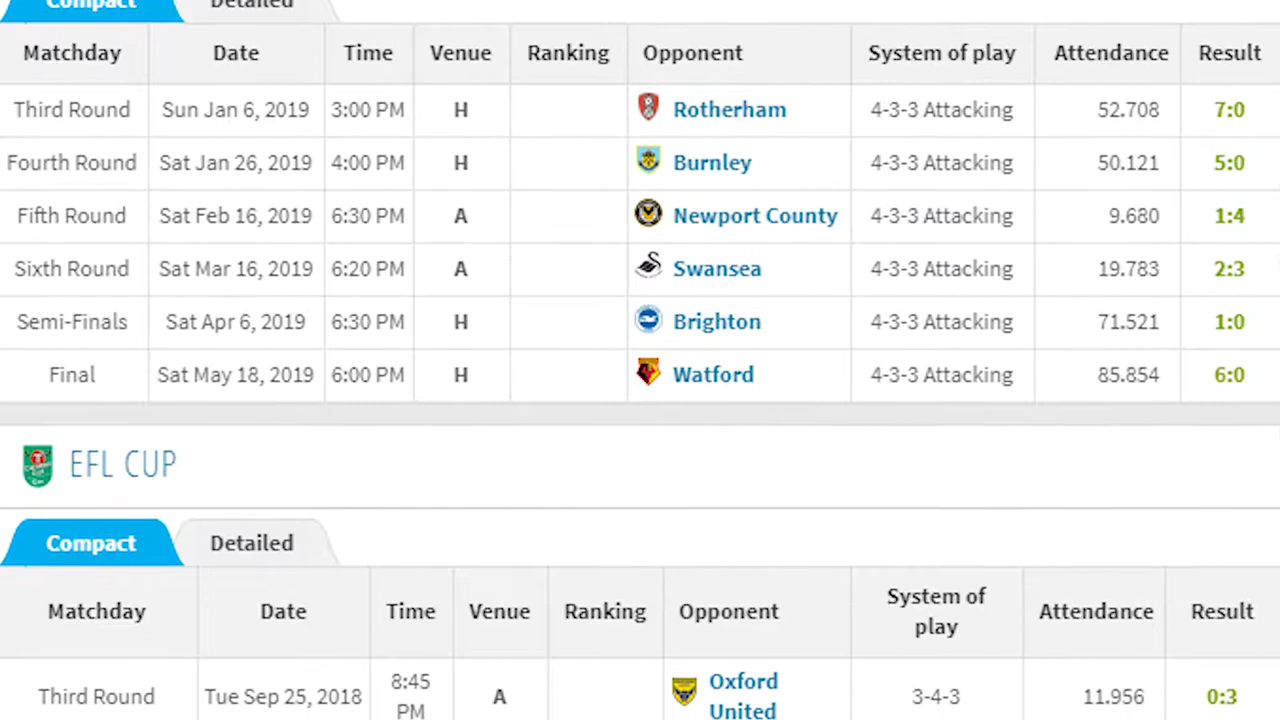 Compact Detailed
Matchday Date Time Venue Ranking Opponent System of play Attendance Result
Third Round Sun Jan 6, 2019 3:00 PM H Rotherham 4-3-3 Attacking 52.708 7:0
Fourth Round Sat Jan 26, 2019 4:00 PM H Burnley 4-3-3 Attacking 50.121 5:0
Fifth Round Sat Feb 16, 2019 6:30 PM A Newport County 4-3-3 Attacking 9.680 1:4
Sixth Round Sat Mar 16, 2019 6:20 PM A Swansea 4-3-3 Attacking 19.783 2:3
Semi-Finals Sat Apr 6, 2019 6:30 PM H Brighton 4-3-3 Attacking 71.521 1:0
Final Sat May 18, 2019 6:00 PM H Watford 4-3-3 Attacking 85.854 6:0
EFL CUP
Compact Detailed
Matchday Date Time Venue Ranking Opponent System of play Attendance Result
Third Round Tue Sep 25, 2018 8:45 PM A Oxford United 3-4-3 11.956 0:3